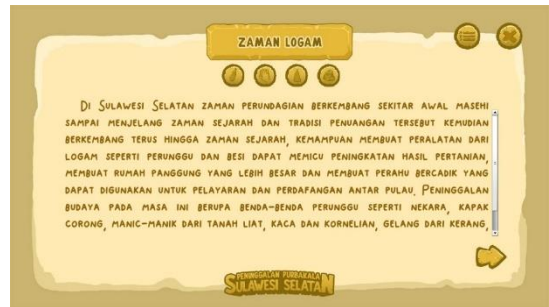 ZAMAN LOGAM
DI SULAWESI SELATAN ZAMAN PERUNDAGIAN BERKEMBANG SEKITAR AWAL MASEHI
SAMPAI MENJELANG ZAMAN SEJARAH DAN TRADISI PENUANGAN TERSEBUT KEMUDIAN
BERKEMBANG TERUS HINGGA ZAMAN SEJARAH, KEMAMPUAN MEMBUAT PERALATAN DARI
LOGAM SEPERTI PERUNGGU DAN BESI DAPAT MEMICU PENINGKATAN HASIL PERTANIAN,
MEMBUAT RUMAH PANGGUNG YANG LEBIH BESAR DAN MEMBUAT PERAHU BERCADIK YANG
DAPAT DIGUNAKAN UNTUK PELAYARAN DAN PERDAFANGAN ANTAR PULAU. PENINGGALAN
BUDAYA PADA MASA INI BERUPA BENDA-BENDA PERUNGGU SEPERTI NEKARA, KAPAK
CORONG, MANIC-MANIK DARI TANAH LIAT, KACA DAN KORNELIAN, GELANG DARI KERANG,
PENINGGALAN PURBAKALA
SULAWESI SELATAN